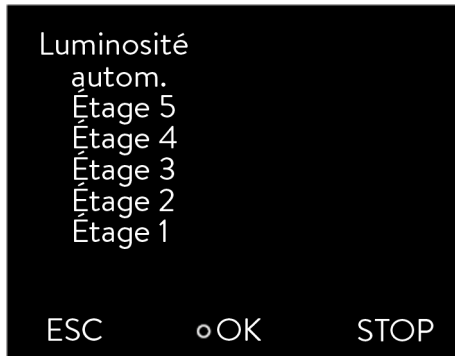 Luminosité
autom.
Étage 5
Étage 4
Étage 3
Étage 2
Étage 1
ESC OK STOP